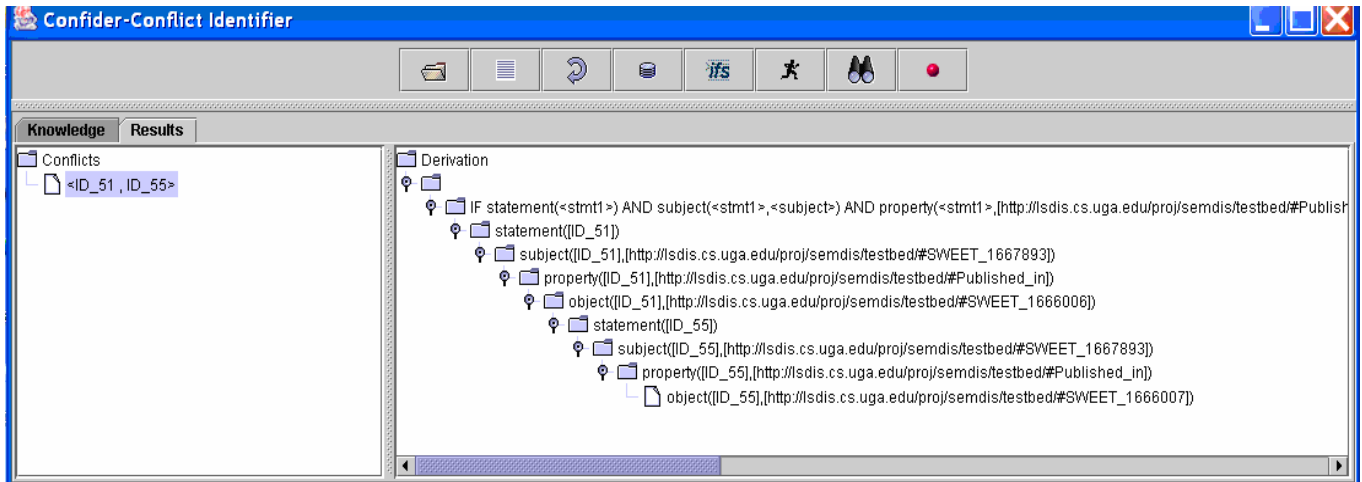 Confider-Conflict Identifier
ifs
Knowledge Results
Conflicts
<ID_51 , ID_55>
Derivation
IF statement(<stmt1>) AND subject(<stmt1>,<subject>) AND property(<stmt1>,[http://lsdis.cs.uga.edu/proj/semdis/testbed/#Publish
statement([ID_51])
subject([ID_51],[http://lsdis.cs.uga.edu/proj/semdis/testbed/#SWEET_1667893])
property([ID_51],[http://lsdis.cs.uga.edu/proj/semdis/testbed/#Published_in])
object([ID_51],[http://lsdis.cs.uga.edu/proj/semdis/testbed/#SWEET_1666006])
statement([ID_55])
subject([ID_55],[http://lsdis.cs.uga.edu/proj/semdis/testbed/#SWEET_1667893])
property([ID_55],[http://lsdis.cs.uga.edu/proj/semdis/testbed/#Published_in])
object([ID_55],[http://lsdis.cs.uga.edu/proj/semdis/testbed/#SWEET_1666007])